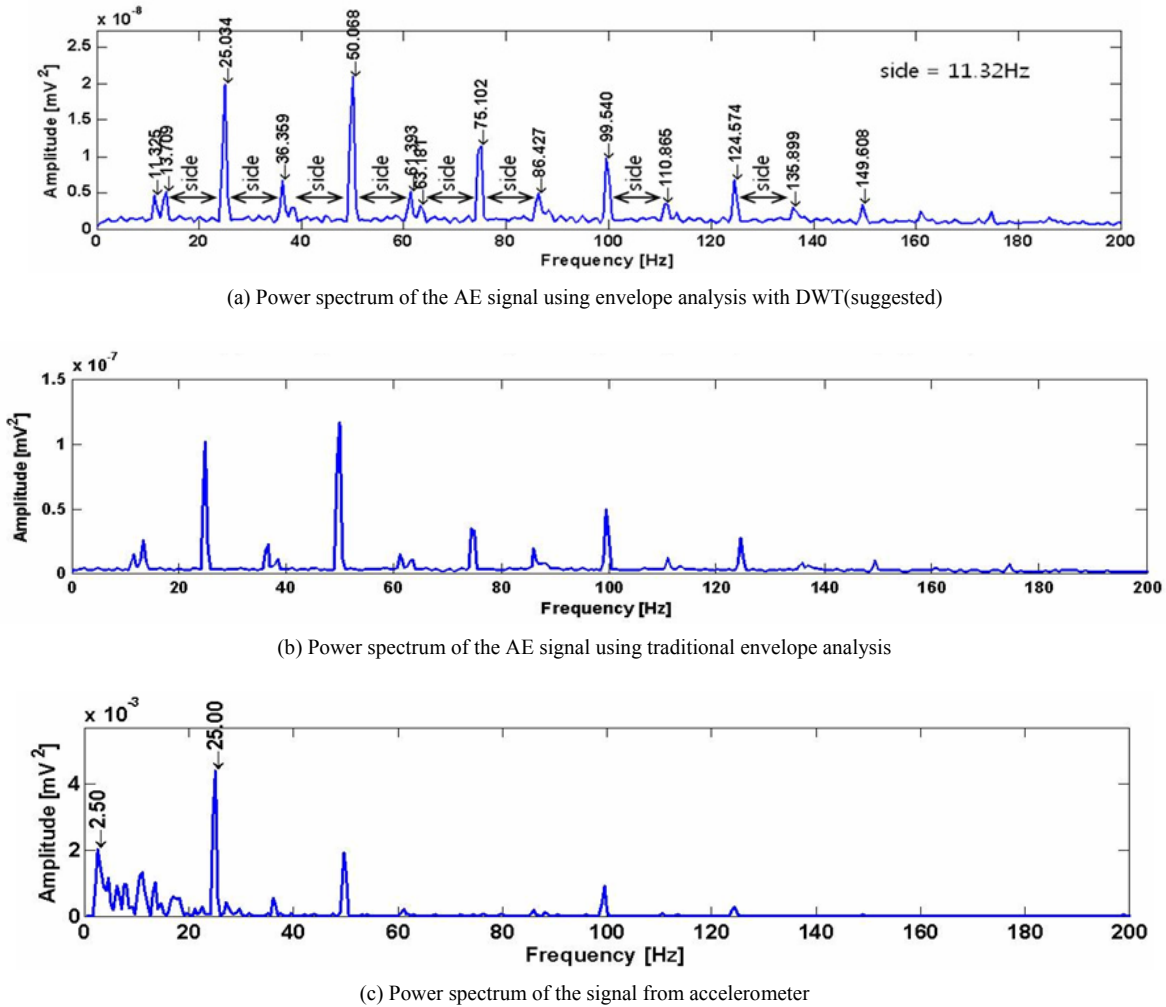 x 10⁻⁸
2.5
2
1.5
1
0.5
0
Amplitude [mV²]
11.325
13.709
25.034
36.359
50.068
61.393
63.181
75.102
86.427
99.540
110.865
124.574
135.899
149.608
side
side
side
side
side
side
side
side
side = 11.32Hz
0 20 40 60 80 100 120 140 160 180 200
Frequency [Hz]
(a) Power spectrum of the AE signal using envelope analysis with DWT(suggested)
x 10⁻⁷
1.5
1
0.5
0
Amplitude [mV²]
0 20 40 60 80 100 120 140 160 180 200
Frequency [Hz]
(b) Power spectrum of the AE signal using traditional envelope analysis
x 10⁻³
4
2
0
Amplitude [mV²]
2.50
25.00
0 20 40 60 80 100 120 140 160 180 200
Frequency [Hz]
(c) Power spectrum of the signal from accelerometer